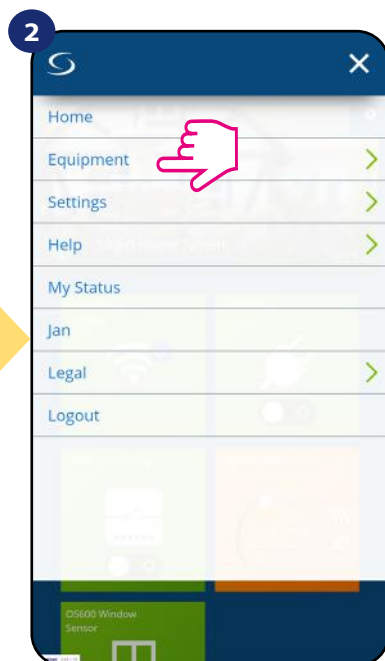 2
Home
Equipment
Settings
Help
My Status
Jan
Legal
Logout
OS600 Window
Sensor